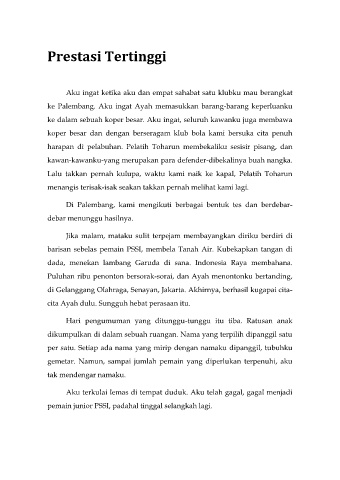 Prestasi Tertinggi
Aku ingat ketika aku dan empat sahabat satu klubku mau berangkat
ke Palembang. Aku ingat Ayah memasukkan barang-barang keperluanku
ke dalam sebuah koper besar. Aku ingat, seluruh kawanku juga membawa
koper besar dan dengan berseragam klub bola kami bersuka cita penuh
harapan di pelabuhan. Pelatih Toharun membekaliku sesisir pisang, dan
kawan-kawanku-yang merupakan para defender-dibekalinya buah nangka.
Lalu takkan pernah kulupa, waktu kami naik ke kapal, Pelatih Toharun
menangis terisak-isak seakan takkan pernah melihat kami lagi.
Di Palembang, kami mengikuti berbagai bentuk tes dan berdebar-
debar menunggu hasilnya.
Jika malam, mataku sulit terpejam membayangkan diriku berdiri di
barisan sebelas pemain PSSI, membela Tanah Air. Kubekapkan tangan di
dada, menekan lambang Garuda di sana. Indonesia Raya membahana.
Puluhan ribu penonton bersorak-sorai, dan Ayah menontonku bertanding,
di Gelanggang Olahraga, Senayan, Jakarta. Akhirnya, berhasil kugapai cita-
cita Ayah dulu. Sungguh hebat perasaan itu.
Hari pengumuman yang ditunggu-tunggu itu tiba. Ratusan anak
dikumpulkan di dalam sebuah ruangan. Nama yang terpilih dipanggil satu
per satu. Setiap ada nama yang mirip dengan namaku dipanggil, tubuhku
gemetar. Namun, sampai jumlah pemain yang diperlukan terpenuhi, aku
tak mendengar namaku.
Aku terkulai lemas di tempat duduk. Aku telah gagal, gagal menjadi
pemain junior PSSI, padahal tinggal selangkah lagi.